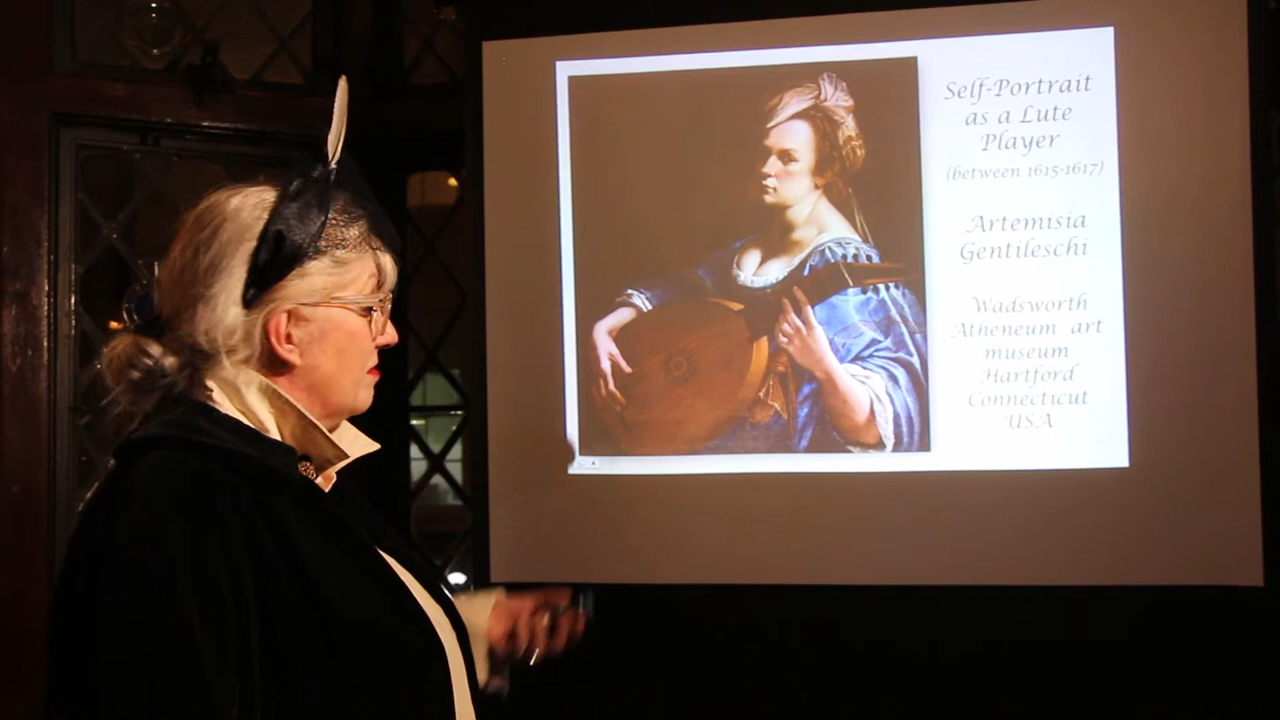 Self-Portrait
as a Lute
Player
(between 1615-1617)
Artemisia
Gentileschi
Wadsworth
Atheneum art
museum
Hartford
Connecticut
USA